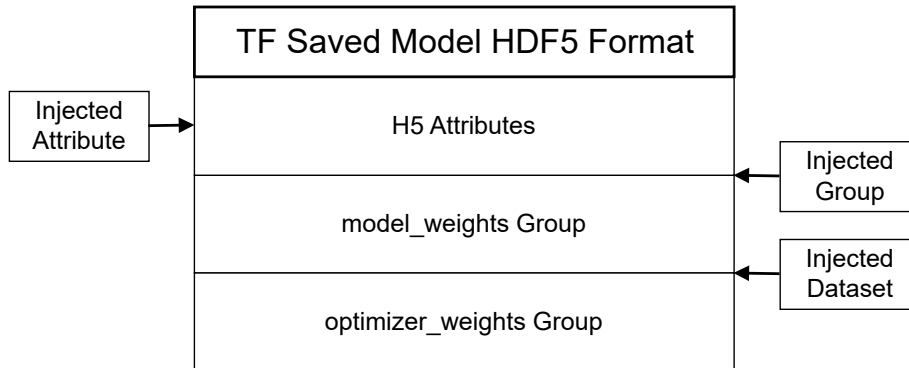 TF Saved Model HDF5 Format
Injected
Attribute
H5 Attributes
Injected
Group
model_weights Group
Injected
Dataset
optimizer_weights Group